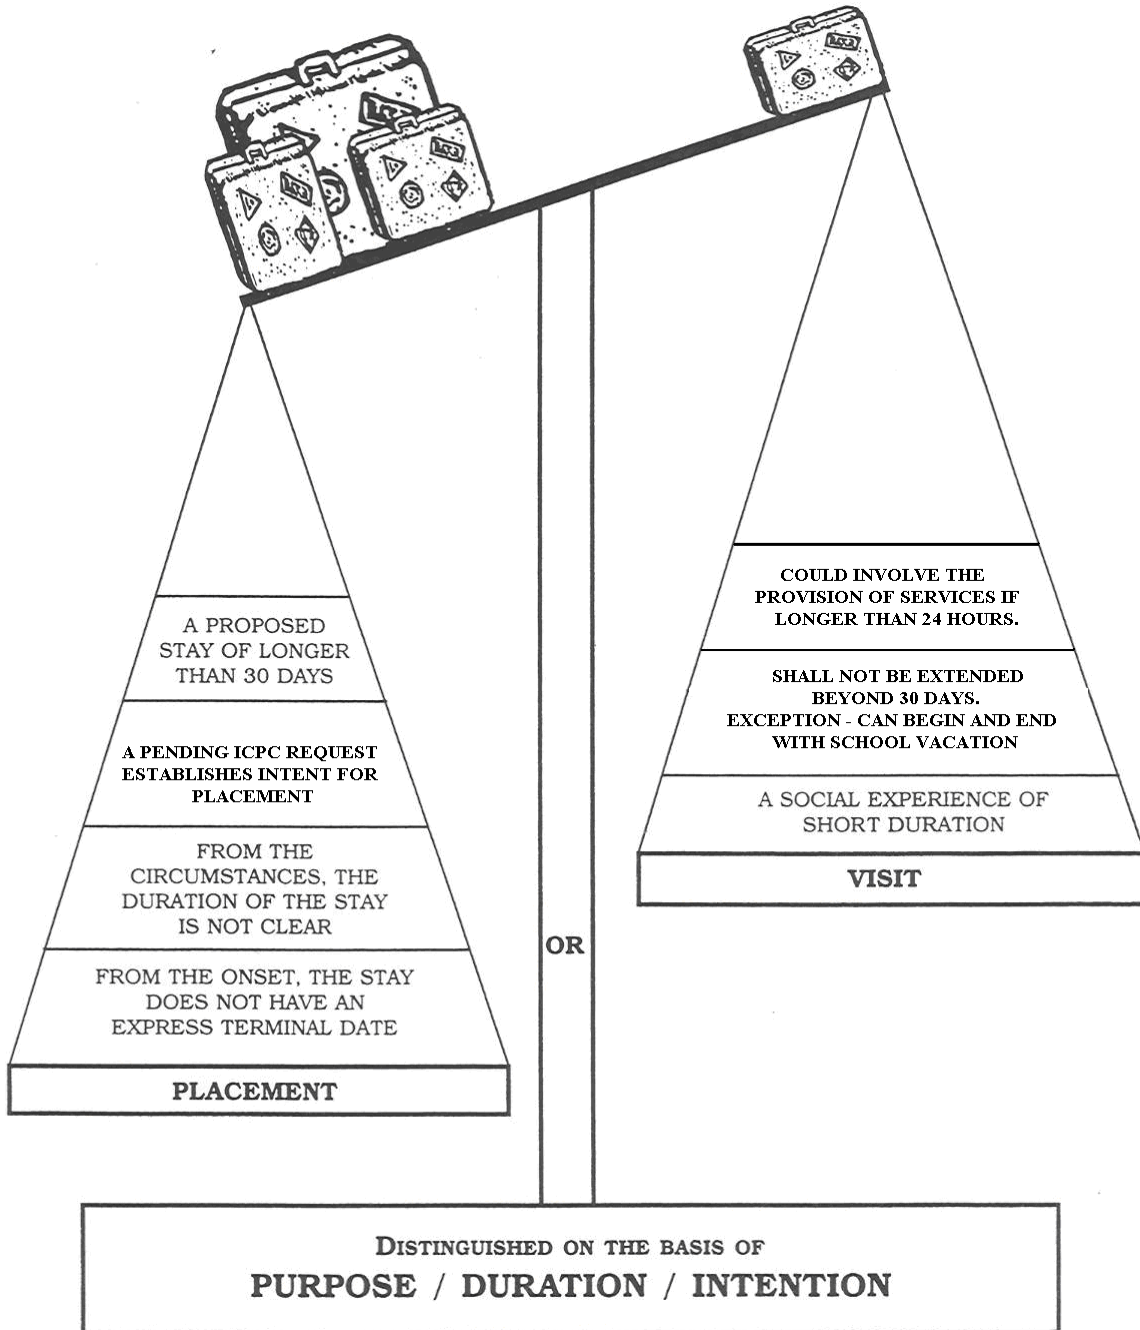 A PROPOSED
STAY OF LONGER
THAN 30 DAYS
A PENDING ICPC REQUEST
ESTABLISHES INTENT FOR
PLACEMENT
FROM THE
CIRCUMSTANCES, THE
DURATION OF THE STAY
IS NOT CLEAR
FROM THE ONSET, THE STAY
DOES NOT HAVE AN
EXPRESS TERMINAL DATE
PLACEMENT
OR
COULD INVOLVE THE
PROVISION OF SERVICES IF
LONGER THAN 24 HOURS.
SHALL NOT BE EXTENDED
BEYOND 30 DAYS.
EXCEPTION - CAN BEGIN AND END
WITH SCHOOL VACATION
A SOCIAL EXPERIENCE OF
SHORT DURATION
VISIT
DISTINGUISHED ON THE BASIS OF
PURPOSE / DURATION / INTENTION